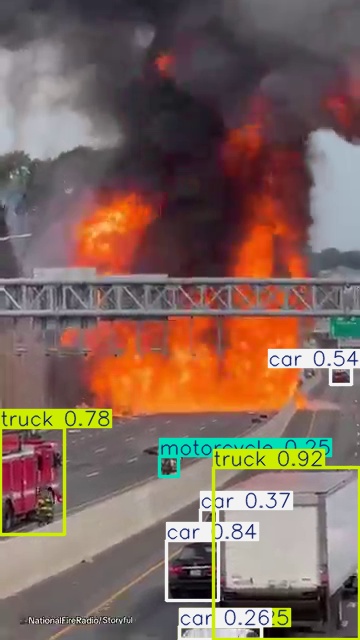 car 0.54
truck 0.78
motorcycle 0.25
truck 0.92
car 0.37
car 0.84
car 0.26
NationalFireRadio/Storyful